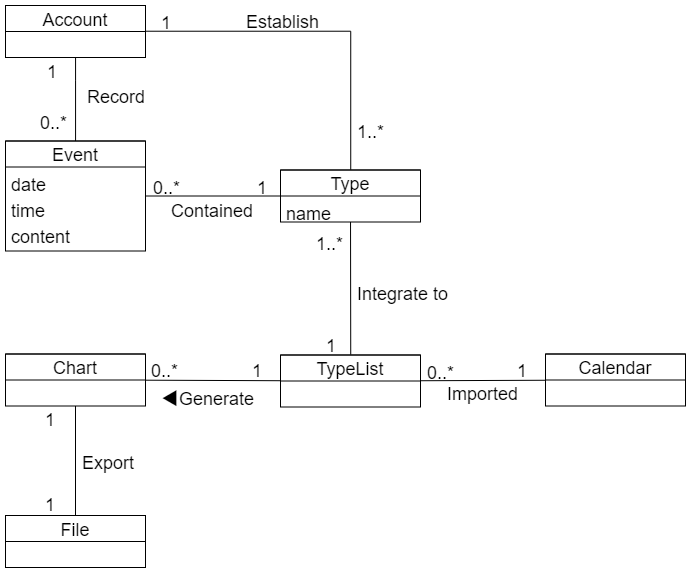 Account
1
Establish
1
Record
0..*
1..*
Event
date
time
content
0..*
1
Contained
Type
name
1..*
Integrate to
1
Chart
0..*
1
◀Generate
TypeList
0..*
1
Imported
Calendar
1
Export
1
File